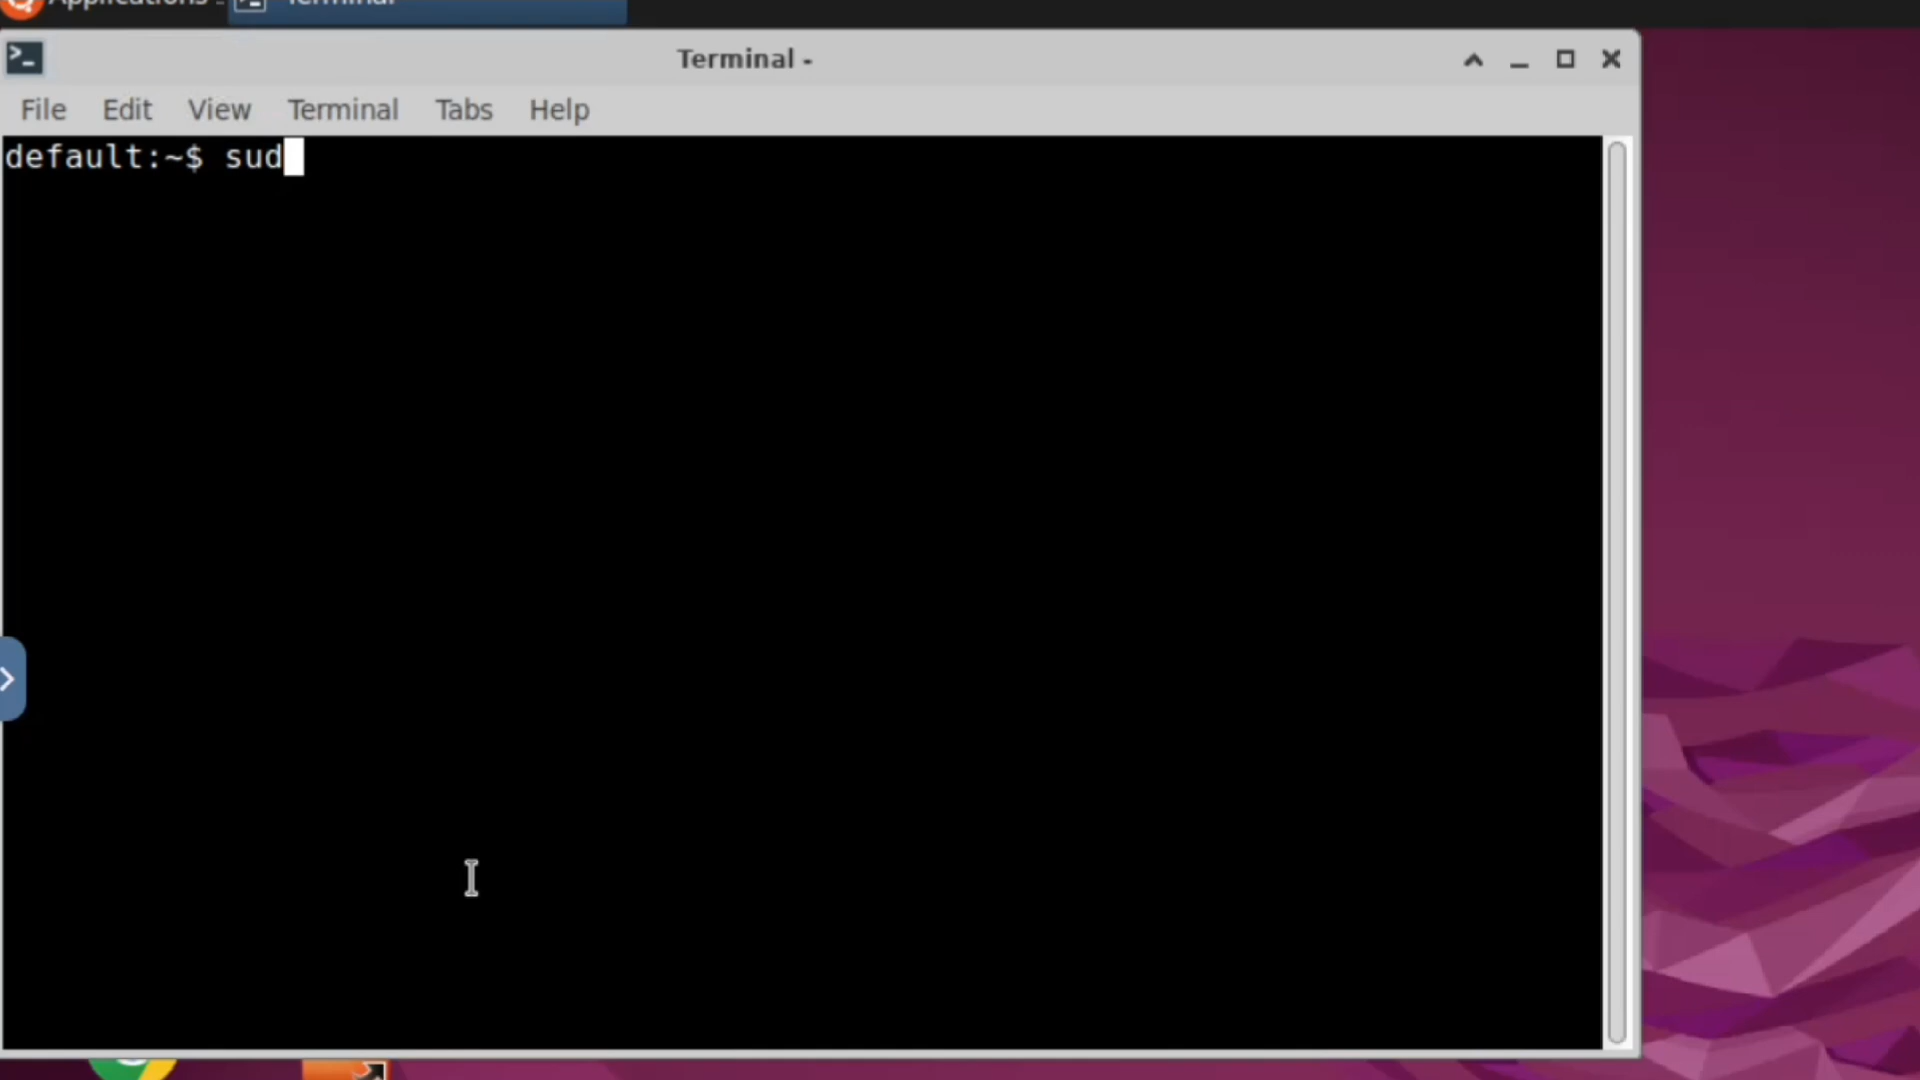 Applications
Terminal
Terminal -
File Edit View Terminal Tabs Help
default:~$ sud